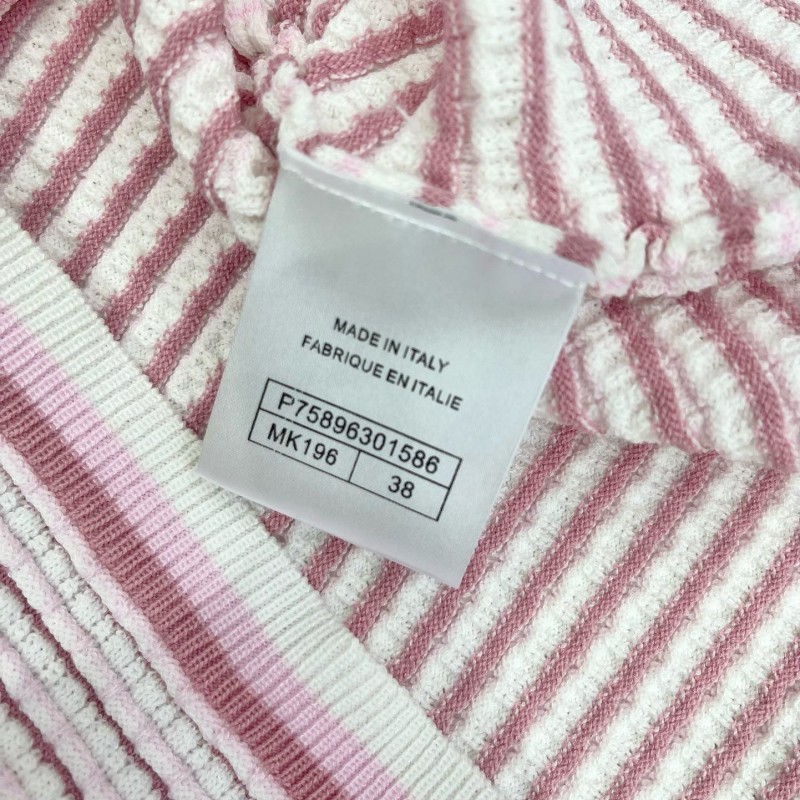 MADE IN ITALY
FABRIQUE EN ITALIE
P75896301586
MK196 38